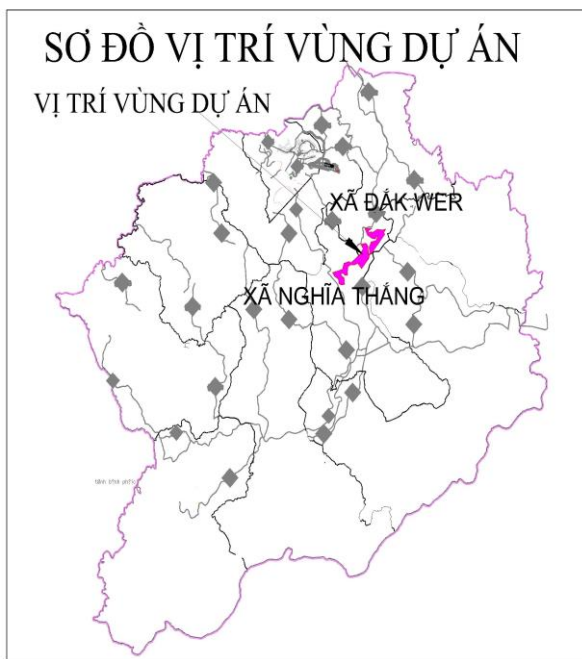 SƠ ĐỒ VỊ TRÍ VÙNG DỰ ÁN
VỊ TRÍ VÙNG DỰ ÁN
XÃ ĐẮK WER
XÃ NGHĨA THẮNG